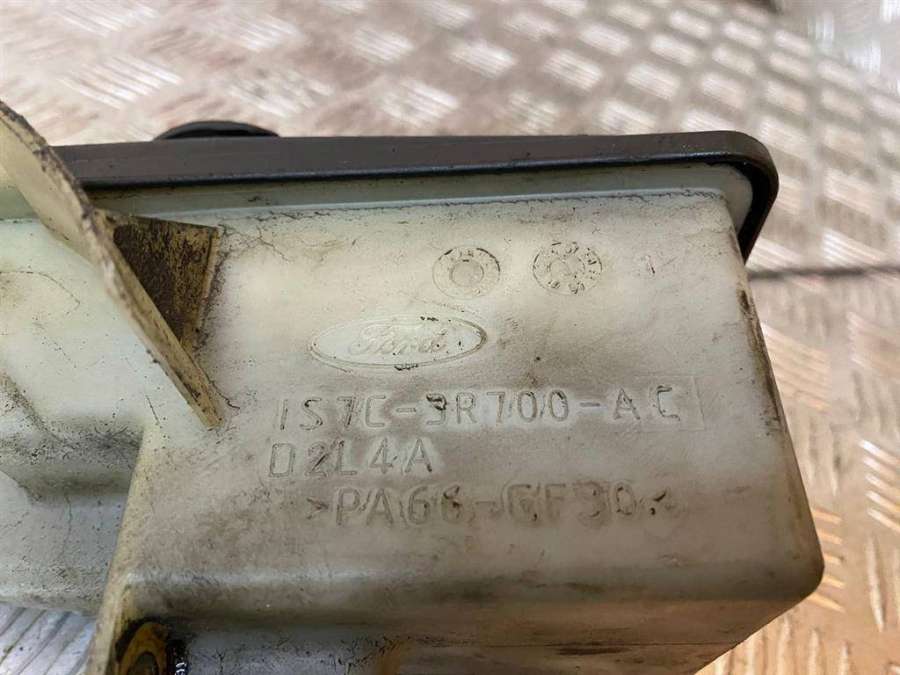 Ford
1S7C-3R700-AC
D2L4A
>PA66-GF30<